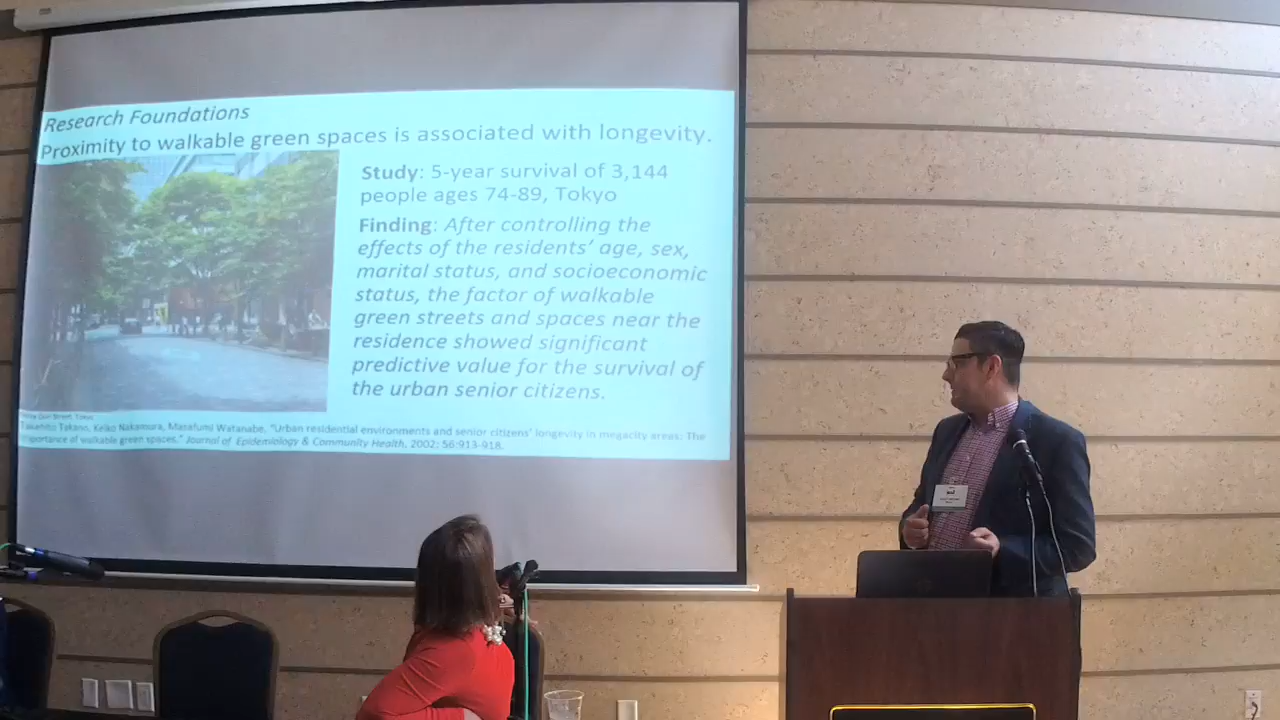 Research Foundations
Proximity to walkable green spaces is associated with longevity.
Study: 5-year survival of 3,144
people ages 74-89, Tokyo
Finding: After controlling the
effects of the residents' age, sex,
marital status, and socioeconomic
status, the factor of walkable
green streets and spaces near the
residence showed significant
predictive value for the survival of
the urban senior citizens.
Street, Tokyo
Takehito Takano, Keiko Nakamura, Masafumi Watanabe, "Urban residential environments and senior citizens' longevity in megacity areas: The
importance of walkable green spaces." Journal of Epidemiology & Community Health, 2002; 56:913-918.